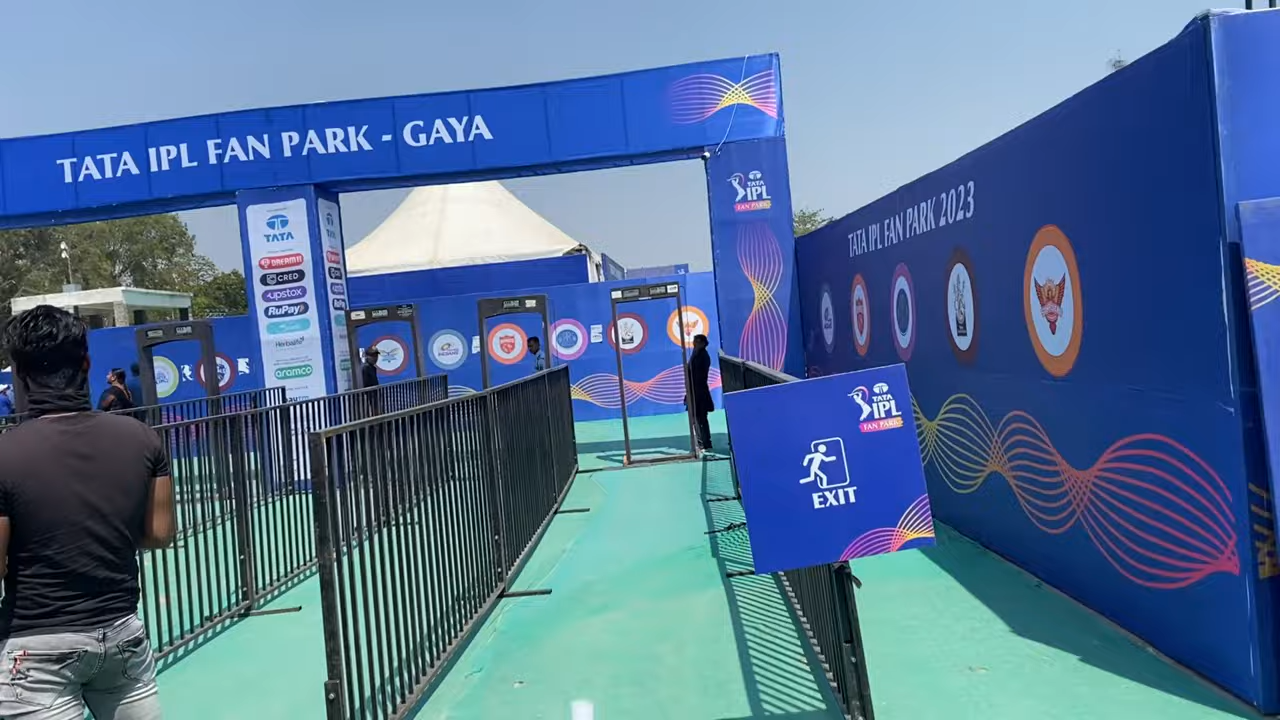 TATA IPL FAN PARK - GAYA
TATA
IPL
FAN PARK
TATA IPL FAN PARK 2023
TATA
DREAM11
CRED
upstox
RuPay
Herbalife
aramco
TATA
IPL
FAN PARK
EXIT